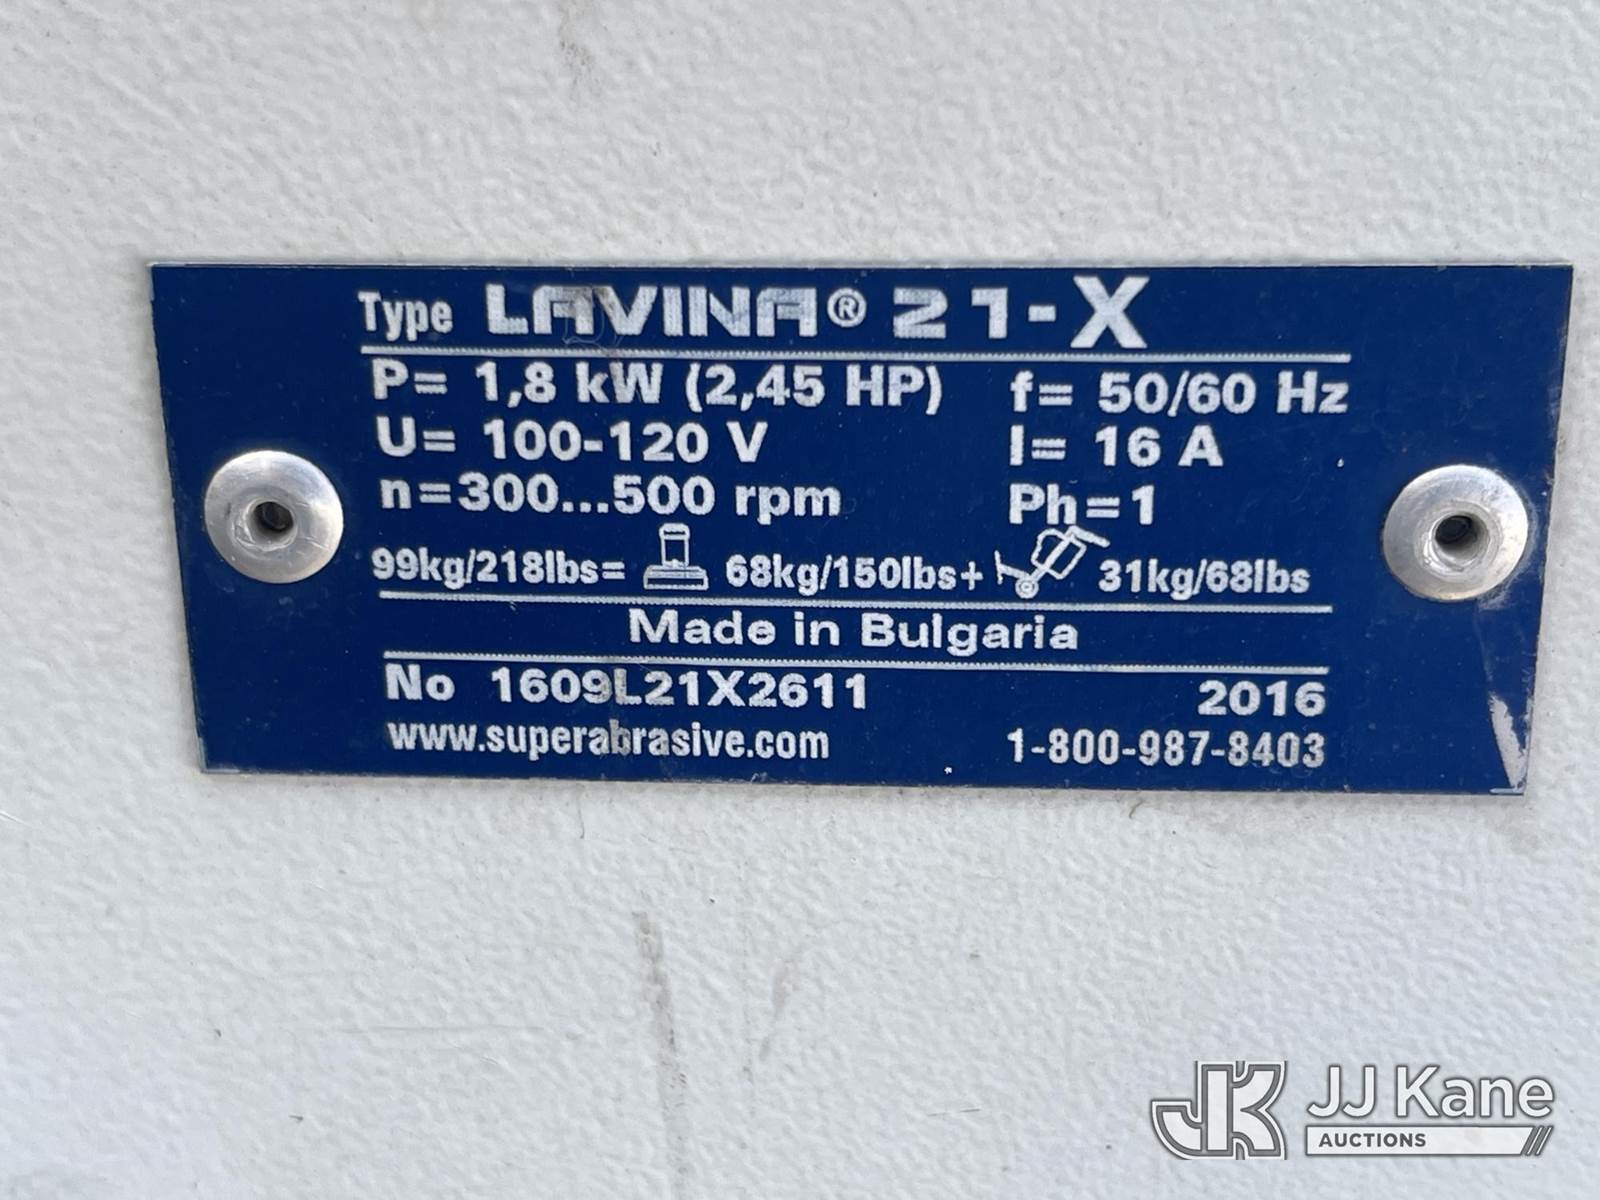 Type LAVINA® 21-X
P= 1,8 kW (2,45 HP) f= 50/60 Hz
U= 100-120 V I= 16 A
n=300...500 rpm Ph=1
99kg/218lbs= 68kg/150lbs+ 31kg/68lbs
Made in Bulgaria
No 1609L21X2611 2016
www.superabrasive.com 1-800-987-8403
JK JJ Kane
AUCTIONS